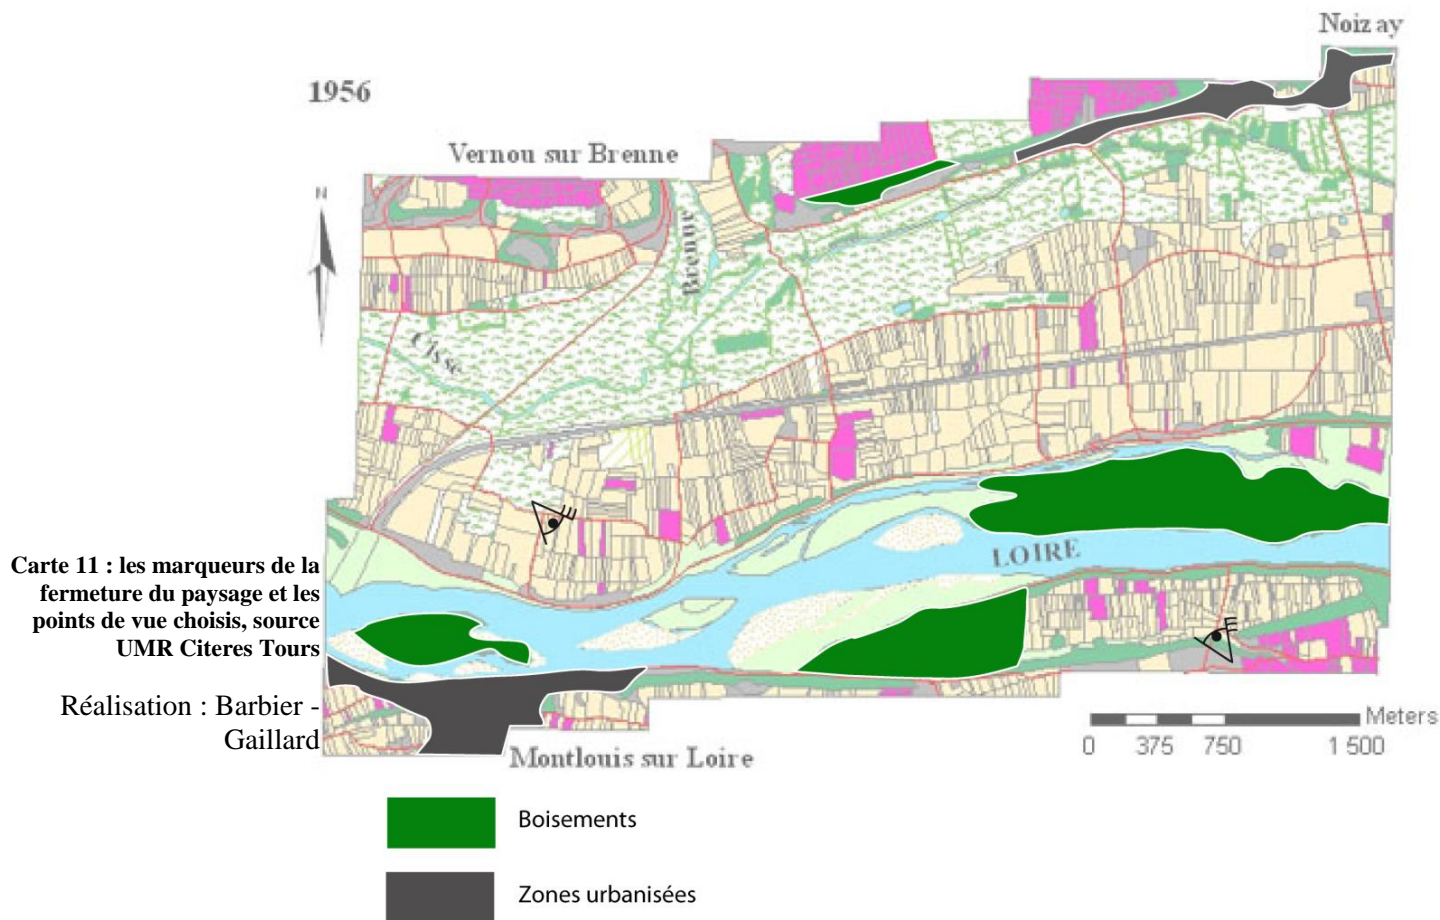 Noizay
1956
Vernou sur Brenne
N
Brenne
Cisse
LOIRE
Carte 11 : les marqueurs de la
fermeture du paysage et les
points de vue choisis, source
UMR Citeres Tours
Réalisation : Barbier -
Gaillard
Meters
0 375 750 1 500
Montlouis sur Loire
Boisements
Zones urbanisées